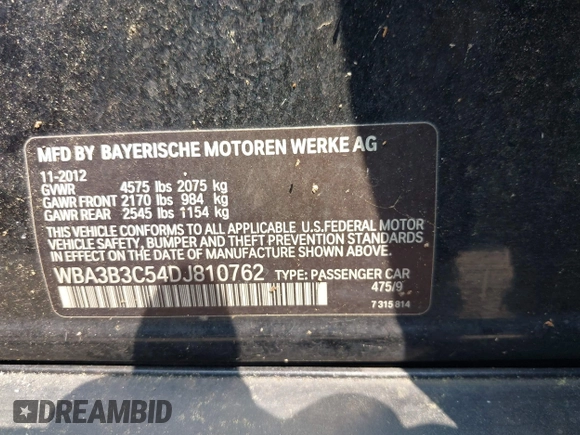 MFD BY BAYERISCHE MOTOREN WERKE AG
11-2012
GVWR 4575 lbs 2075 kg
GAWR FRONT 2170 lbs 984 kg
GAWR REAR 2545 lbs 1154 kg
THIS VEHICLE CONFORMS TO ALL APPLICABLE U.S.FEDERAL MOTOR
VEHICLE SAFETY, BUMPER, AND THEFT PREVENTION STANDARDS
IN EFFECT ON THE DATE OF MANUFACTURE SHOWN ABOVE.
WBA3B3C54DJ810762 TYPE: PASSENGER CAR
475/9
7 315 814
DREAMBID